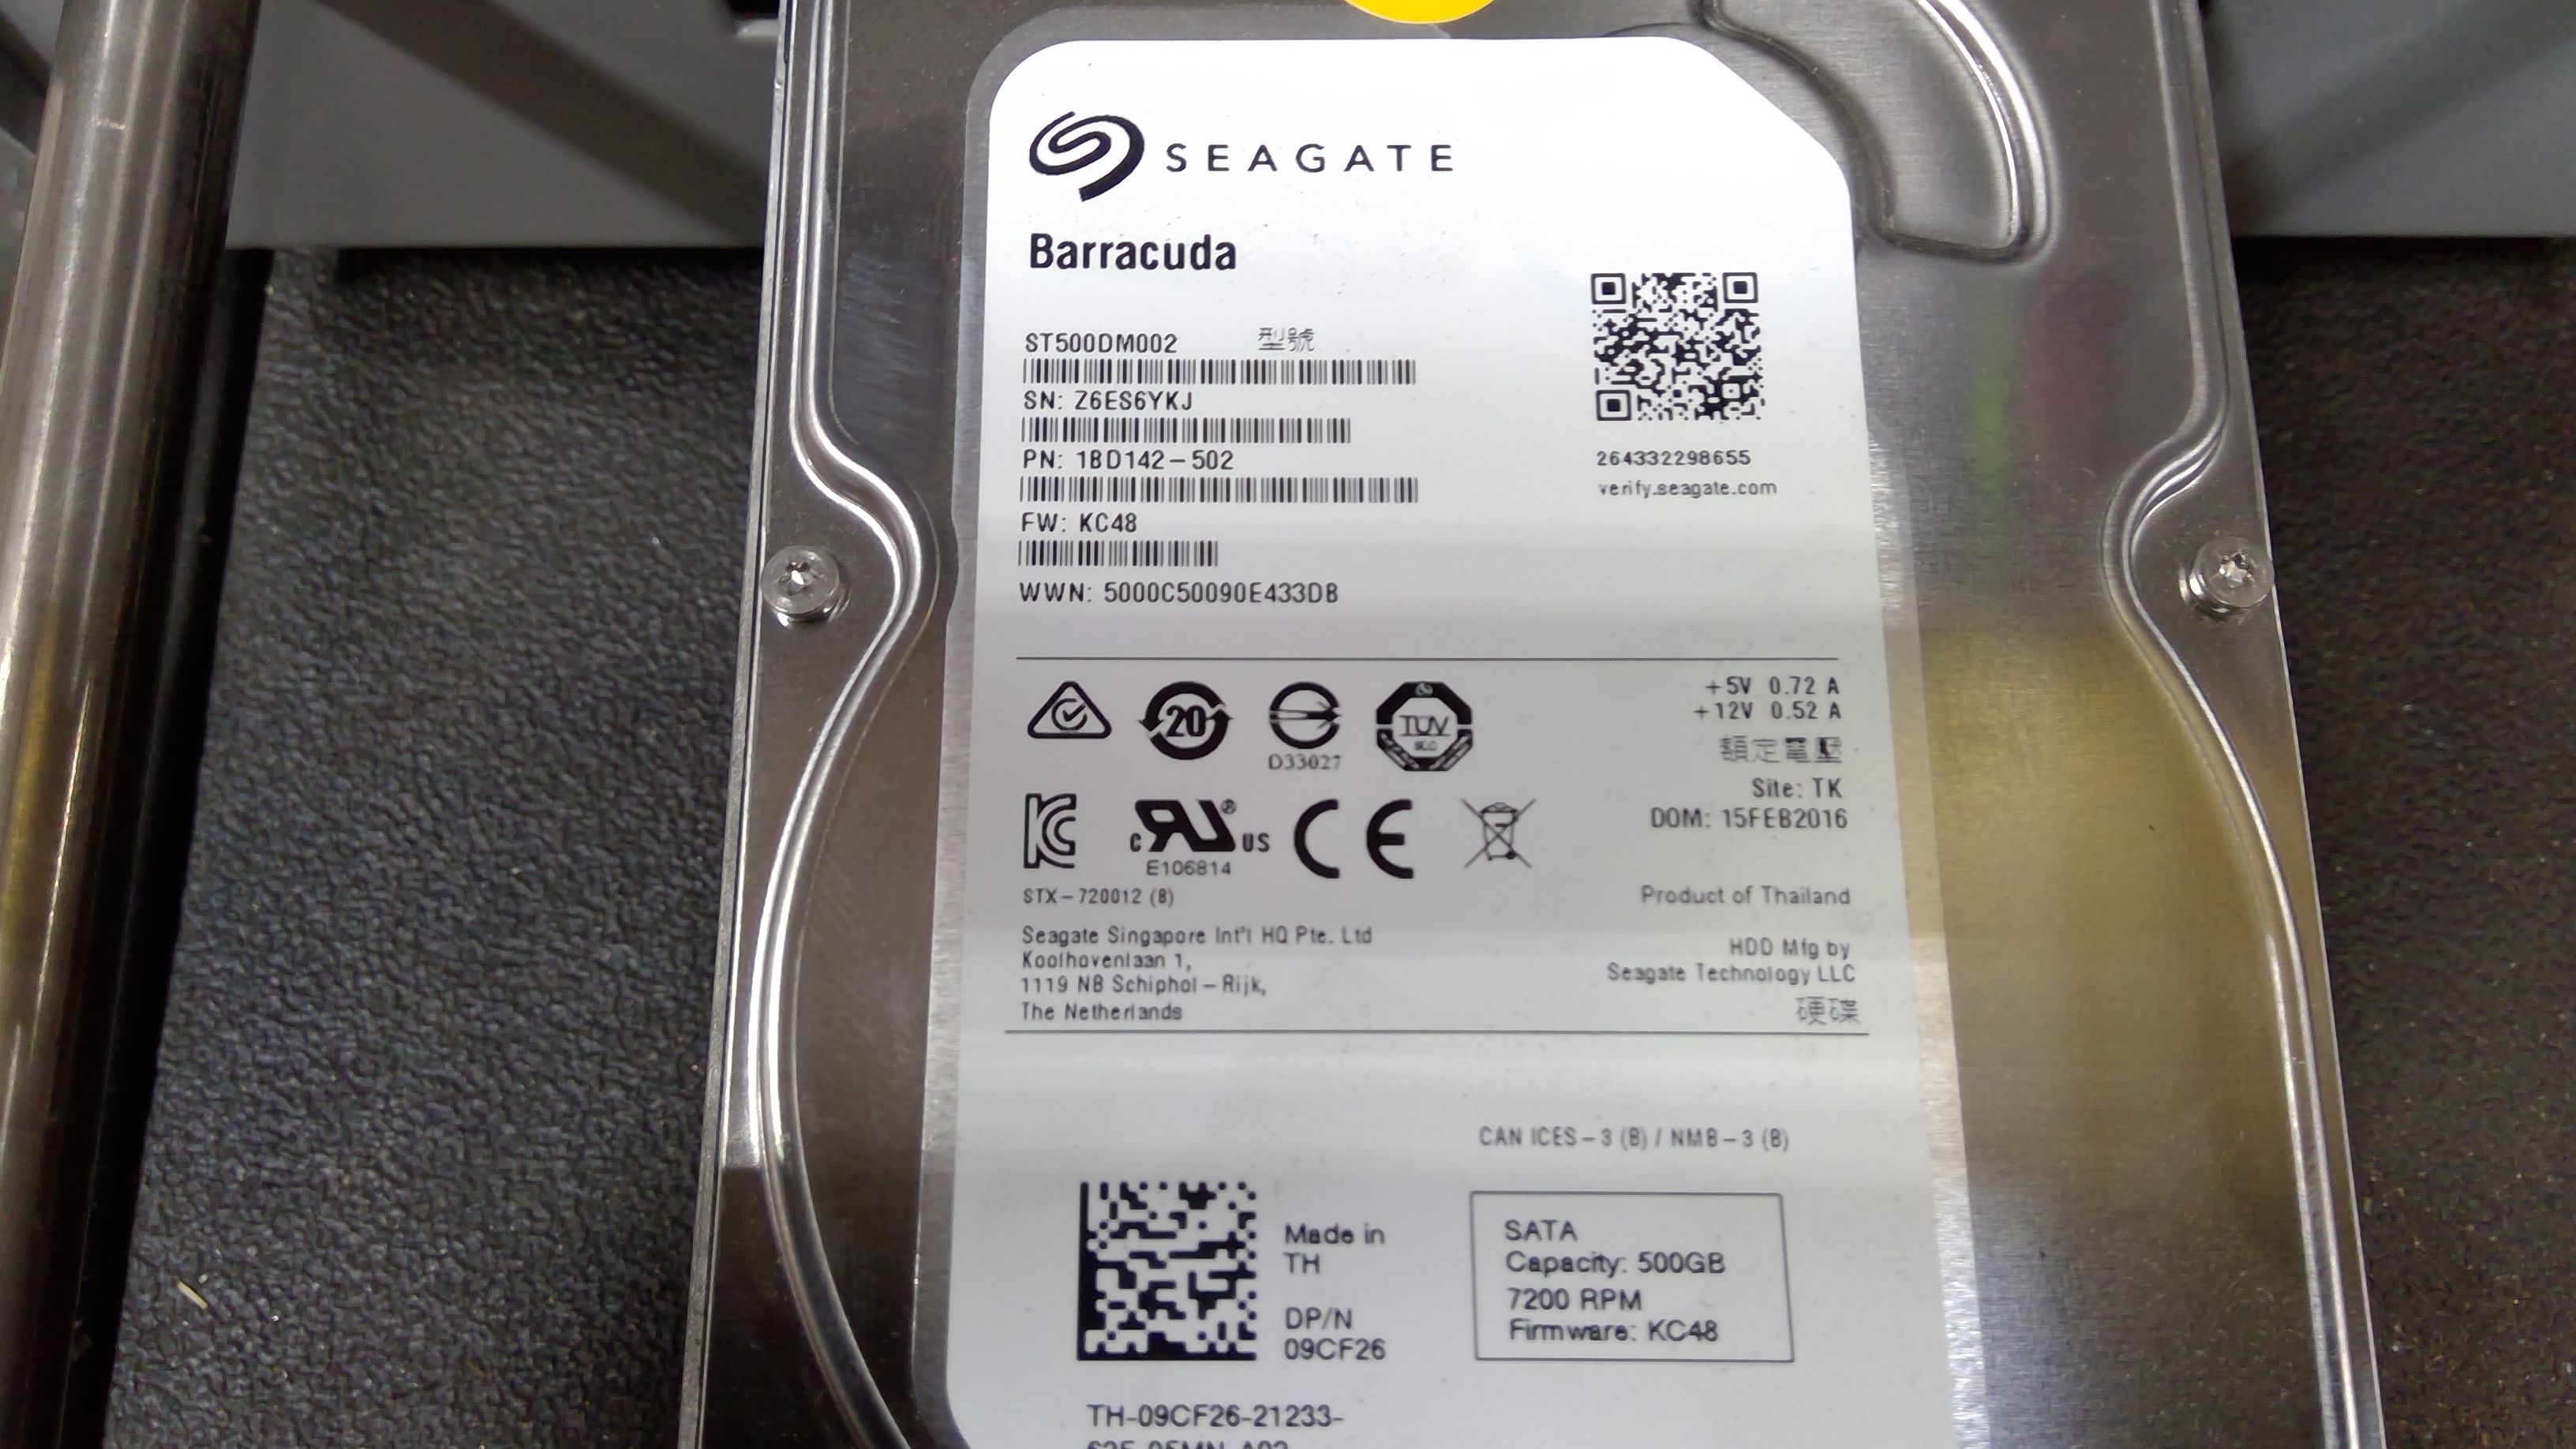 SEAGATE
Barracuda
ST500DM002 型號
SN: Z6ES6YKJ
PN: 1BD142-502
FW: KC48
WWN: 5000C50090E433DB
264332298655
verify.seagate.com
20
D33027
TÜV
+5V 0.72 A
+12V 0.52 A
額定電壓
Site: TK
DOM: 15FEB2016
c RU ® US
E106814
CE
STX-720012 (B)
Product of Thailand
Seagate Singapore Int'l HQ Pte. Ltd
Koolhovenlaan 1,
1119 NB Schiphol-Rijk,
The Netherlands
HDD Mfg by
Seagate Technology LLC
硬碟
CAN ICES-3 (B) / NMB-3 (B)
Made in
TH
DP/N
09CF26
SATA
Capacity: 500GB
7200 RPM
Firmware: KC48
TH-09CF26-21233-